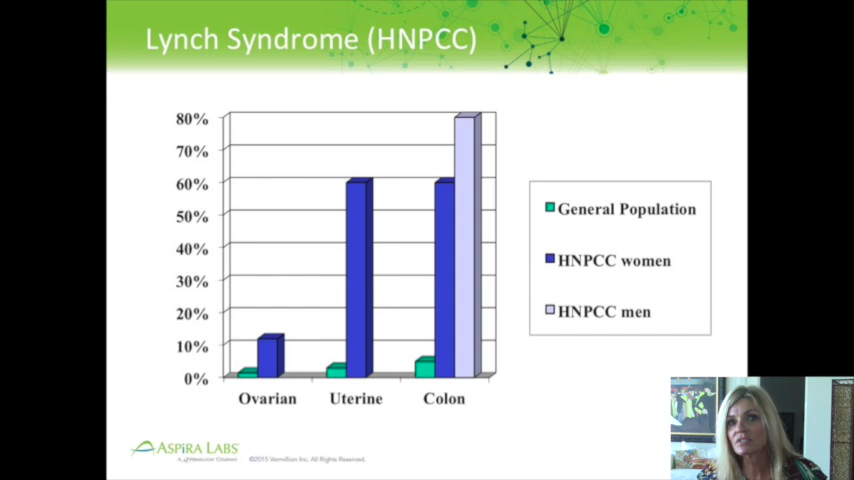 Lynch Syndrome (HNPCC)
80%
70%
60%
50%
40%
30%
20%
10%
0%
Ovarian
Uterine
Colon
General Population
HNPCC women
HNPCC men
ASPIRA LABS
A VERMILLION COMPANY
©2015 Vermillion Inc. All Rights Reserved.